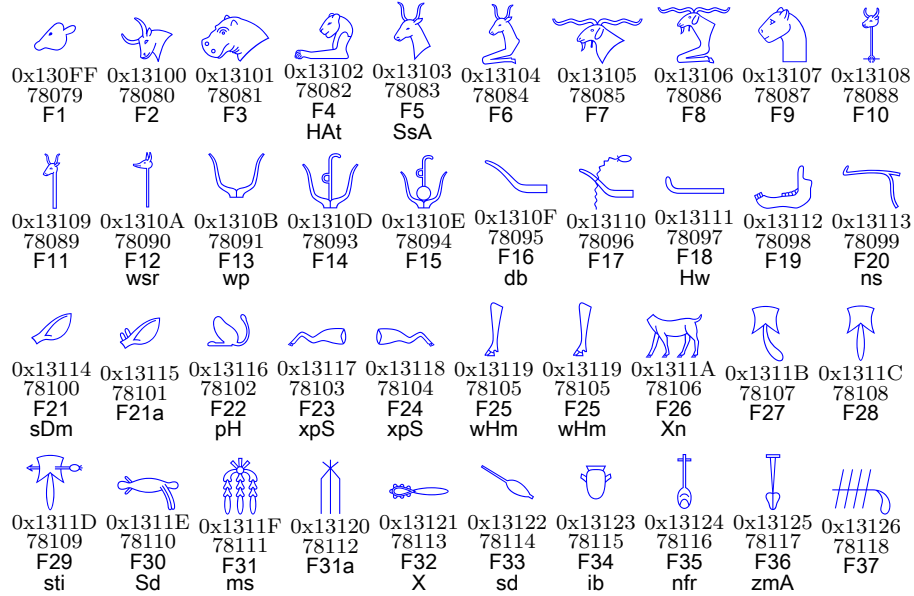 0x130FF 0x13100 0x13101 0x13102 0x13103 0x13104 0x13105 0x13106 0x13107 0x13108
78079 78080 78081 78082 78083 78084 78085 78086 78087 78088
F1 F2 F3 F4 F5 F6 F7 F8 F9 F10
HAt SsA
0x13109 0x1310A 0x1310B 0x1310D 0x1310E 0x1310F 0x13110 0x13111 0x13112 0x13113
78089 78090 78091 78093 78094 78095 78096 78097 78098 78099
F11 F12 F13 F14 F15 F16 F17 F18 F19 F20
wsr wp db Hw ns
0x13114 0x13115 0x13116 0x13117 0x13118 0x13119 0x13119 0x1311A 0x1311B 0x1311C
78100 78101 78102 78103 78104 78105 78105 78106 78107 78108
F21 F21a F22 F23 F24 F25 F25 F26 F27 F28
sDm pH xpS xpS wHm wHm Xn
0x1311D 0x1311E 0x1311F 0x13120 0x13121 0x13122 0x13123 0x13124 0x13125 0x13126
78109 78110 78111 78112 78113 78114 78115 78116 78117 78118
F29 F30 F31 F31a F32 F33 F34 F35 F36 F37
sti Sd ms X sd ib nfr zmA